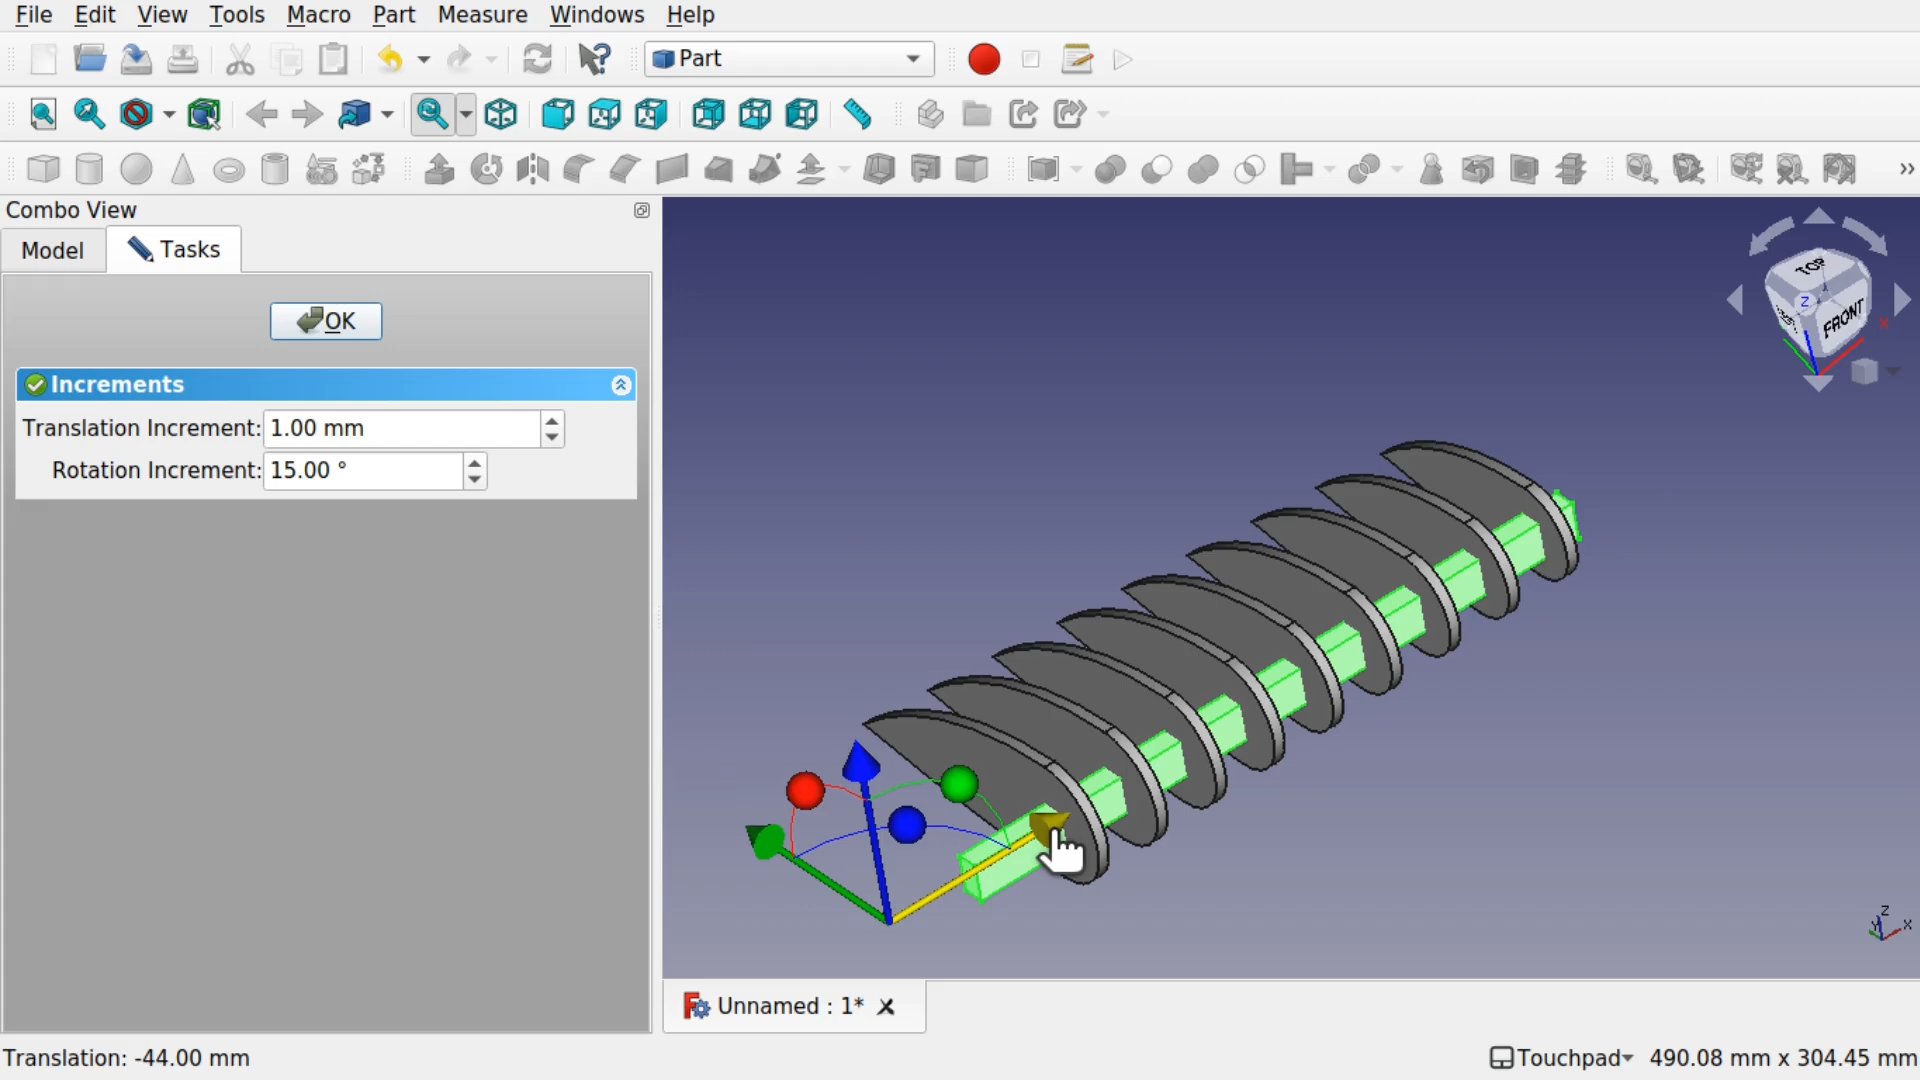 File Edit View Tools Macro Part Measure Windows Help
Part
Combo View
Model Tasks
OK
Increments
Translation Increment: 1.00 mm
Rotation Increment: 15.00 °
TOP
FRONT
Z
X
Z
X
Unnamed : 1*
Translation: -44.00 mm
Touchpad 490.08 mm x 304.45 mm